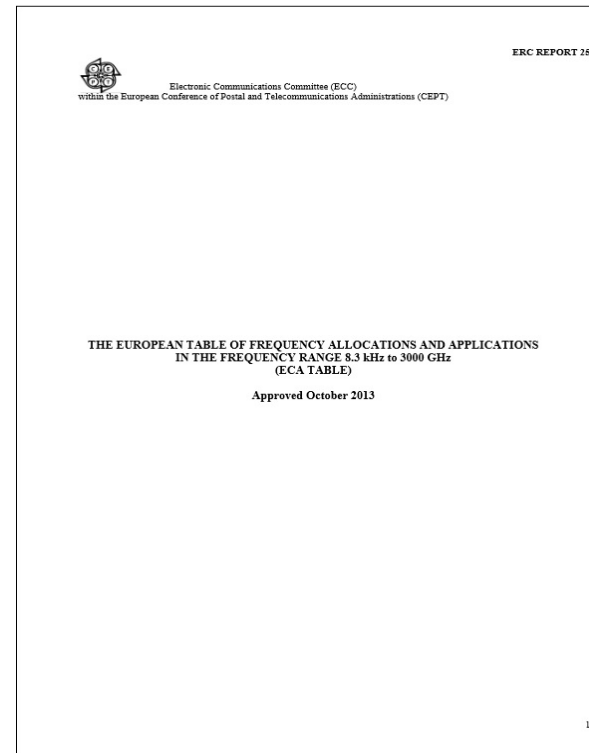 ERC REPORT 25
Electronic Communications Committee (ECC)
within the European Conference of Postal and Telecommunications Administrations (CEPT)
THE EUROPEAN TABLE OF FREQUENCY ALLOCATIONS AND APPLICATIONS
IN THE FREQUENCY RANGE 8.3 kHz to 3000 GHz
(ECA TABLE)
Approved October 2013
1